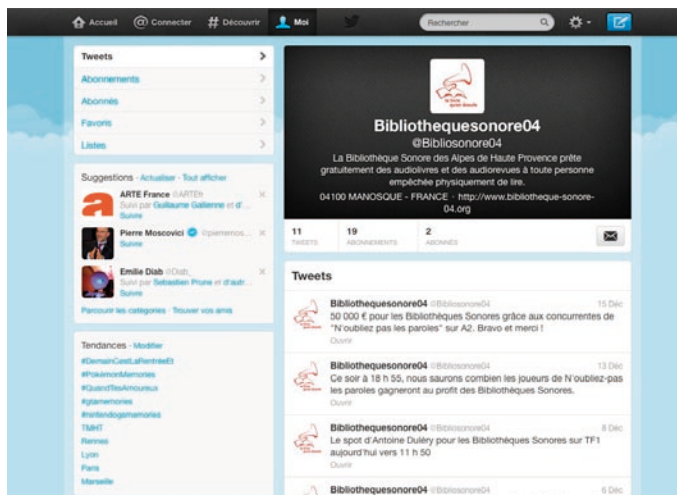 Accueil @ Connecter # Découvrir Moi Rechercher
Tweets
Abonnements
Abonnés
Favoris
Listes
Suggestions · Actualiser · Tout afficher
ARTE France @ARTEfr
Suivi par Guillaume Gallienne et d'...
Suivre
Pierre Moscovici @pierremos...
Suivre
Emilie Diab @Diab_
Suivi par Sebastien Prune et d'autr...
Suivre
Parcourir les catégories · Trouver vos amis
Tendances · Modifier
#DemainCestLaRentréeEt
#PokémonMemories
#QuandTesAmoureux
#gtamemories
#nintendogsmemories
TMHT
Rennes
Lyon
Paris
Marseille
Bibliothequesonore04
@Bibliosonore04
La Bibliothèque Sonore des Alpes de Haute Provence prête
gratuitement des audiolivres et des audiorevues à toute personne
empêchée physiquement de lire.
04100 MANOSQUE - FRANCE · http://www.bibliotheque-sonore-
04.org
11 TWEETS
19 ABONNEMENTS
2 ABONNÉS
Tweets
Bibliothequesonore04 @Bibliosonore04 15 Déc
50 000 € pour les Bibliothèques Sonores grâce aux concurrentes de
"N'oubliez pas les paroles" sur A2. Bravo et merci !
Ouvrir
Bibliothequesonore04 @Bibliosonore04 13 Déc
Ce soir à 18 h 55, nous saurons combien les joueurs de N'oubliez-pas
les paroles gagneront au profit des Bibliothèques Sonores.
Ouvrir
Bibliothequesonore04 @Bibliosonore04 8 Déc
Le spot d'Antoine Duléry pour les Bibliothèques Sonores sur TF1
aujourd'hui vers 11 h 50
Ouvrir
Bibliothequesonore04 @Bibliosonore04 6 Déc